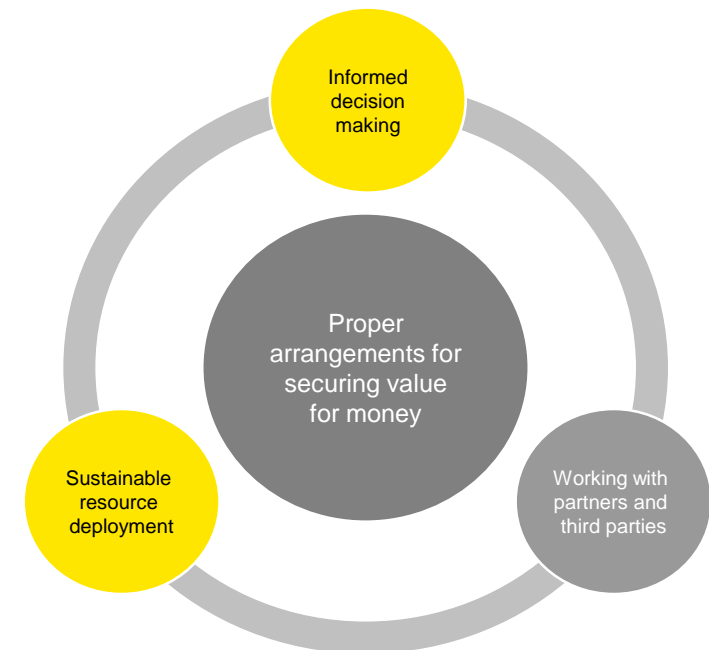 Informed
decision
making
Proper
arrangements for
securing value
for money
Sustainable
resource
deployment
Working with
partners and
third parties